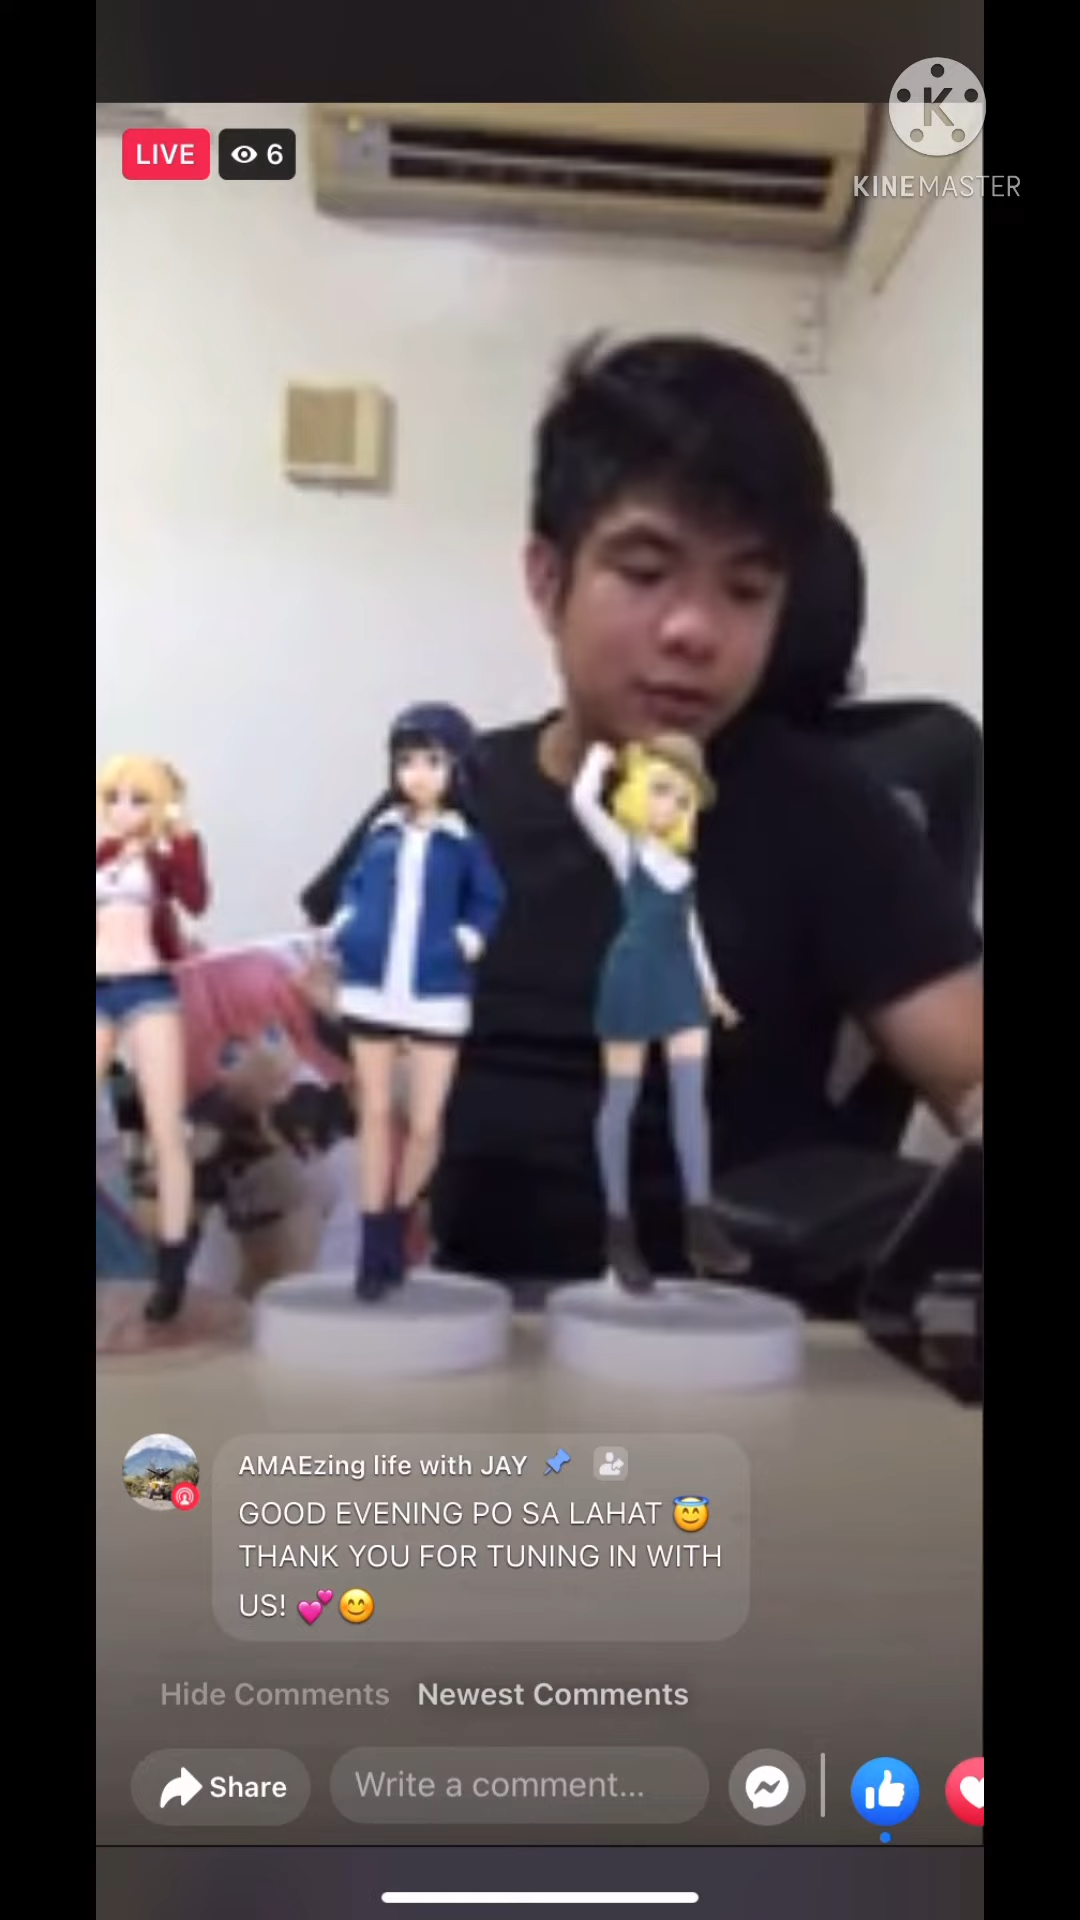 LIVE 6
K
KINEMASTER
AMAEzing life with JAY
GOOD EVENING PO SA LAHAT 😇
THANK YOU FOR TUNING IN WITH
US! 💕😊
Hide Comments Newest Comments
Share Write a comment...